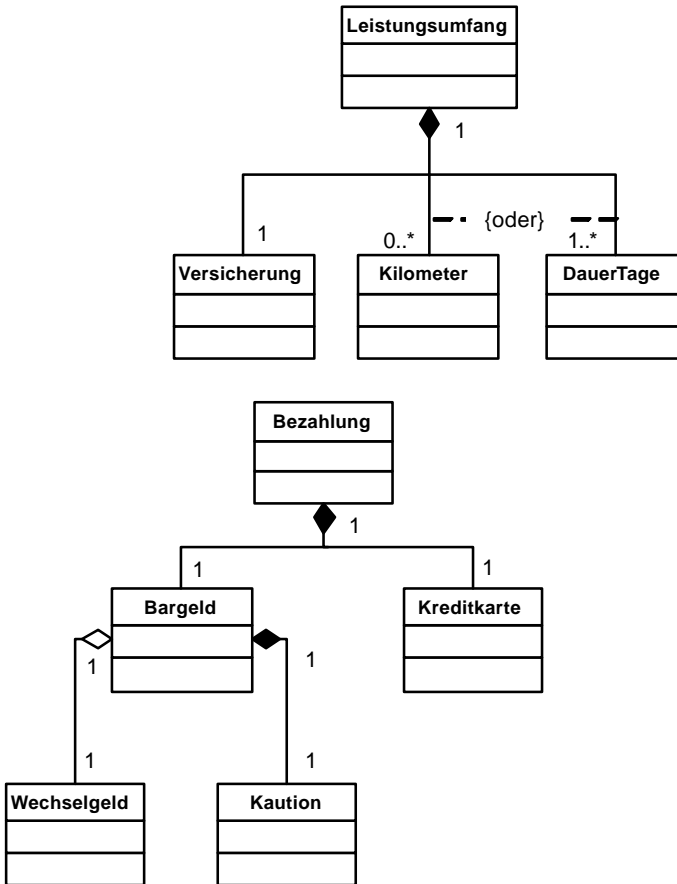 Leistungsumfang
1
{oder}
1 0..* 1..*
Versicherung Kilometer DauerTage
Bezahlung
1
1 1
Bargeld Kreditkarte
1 1
1 1
Wechselgeld Kaution